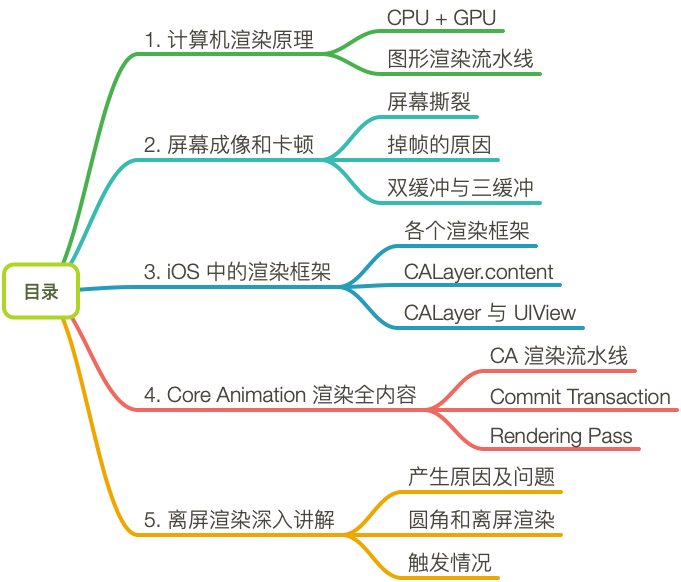 目录
1. 计算机渲染原理
CPU + GPU
图形渲染流水线
2. 屏幕成像和卡顿
屏幕撕裂
掉帧的原因
双缓冲与三缓冲
3. iOS 中的渲染框架
各个渲染框架
CALayer.content
CALayer 与 UIView
4. Core Animation 渲染全内容
CA 渲染流水线
Commit Transaction
Rendering Pass
5. 离屏渲染深入讲解
产生原因及问题
圆角和离屏渲染
触发情况